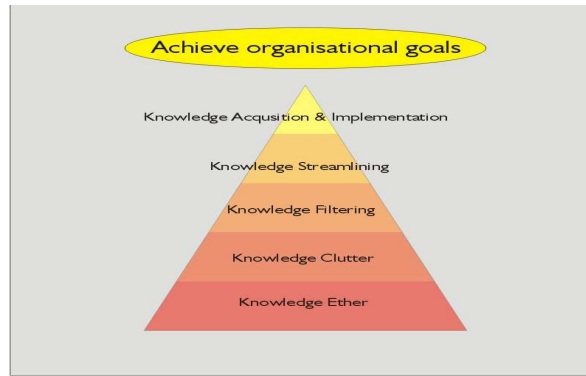 Achieve organisational goals
Knowledge Acqusition & Implementation
Knowledge Streamlining
Knowledge Filtering
Knowledge Clutter
Knowledge Ether